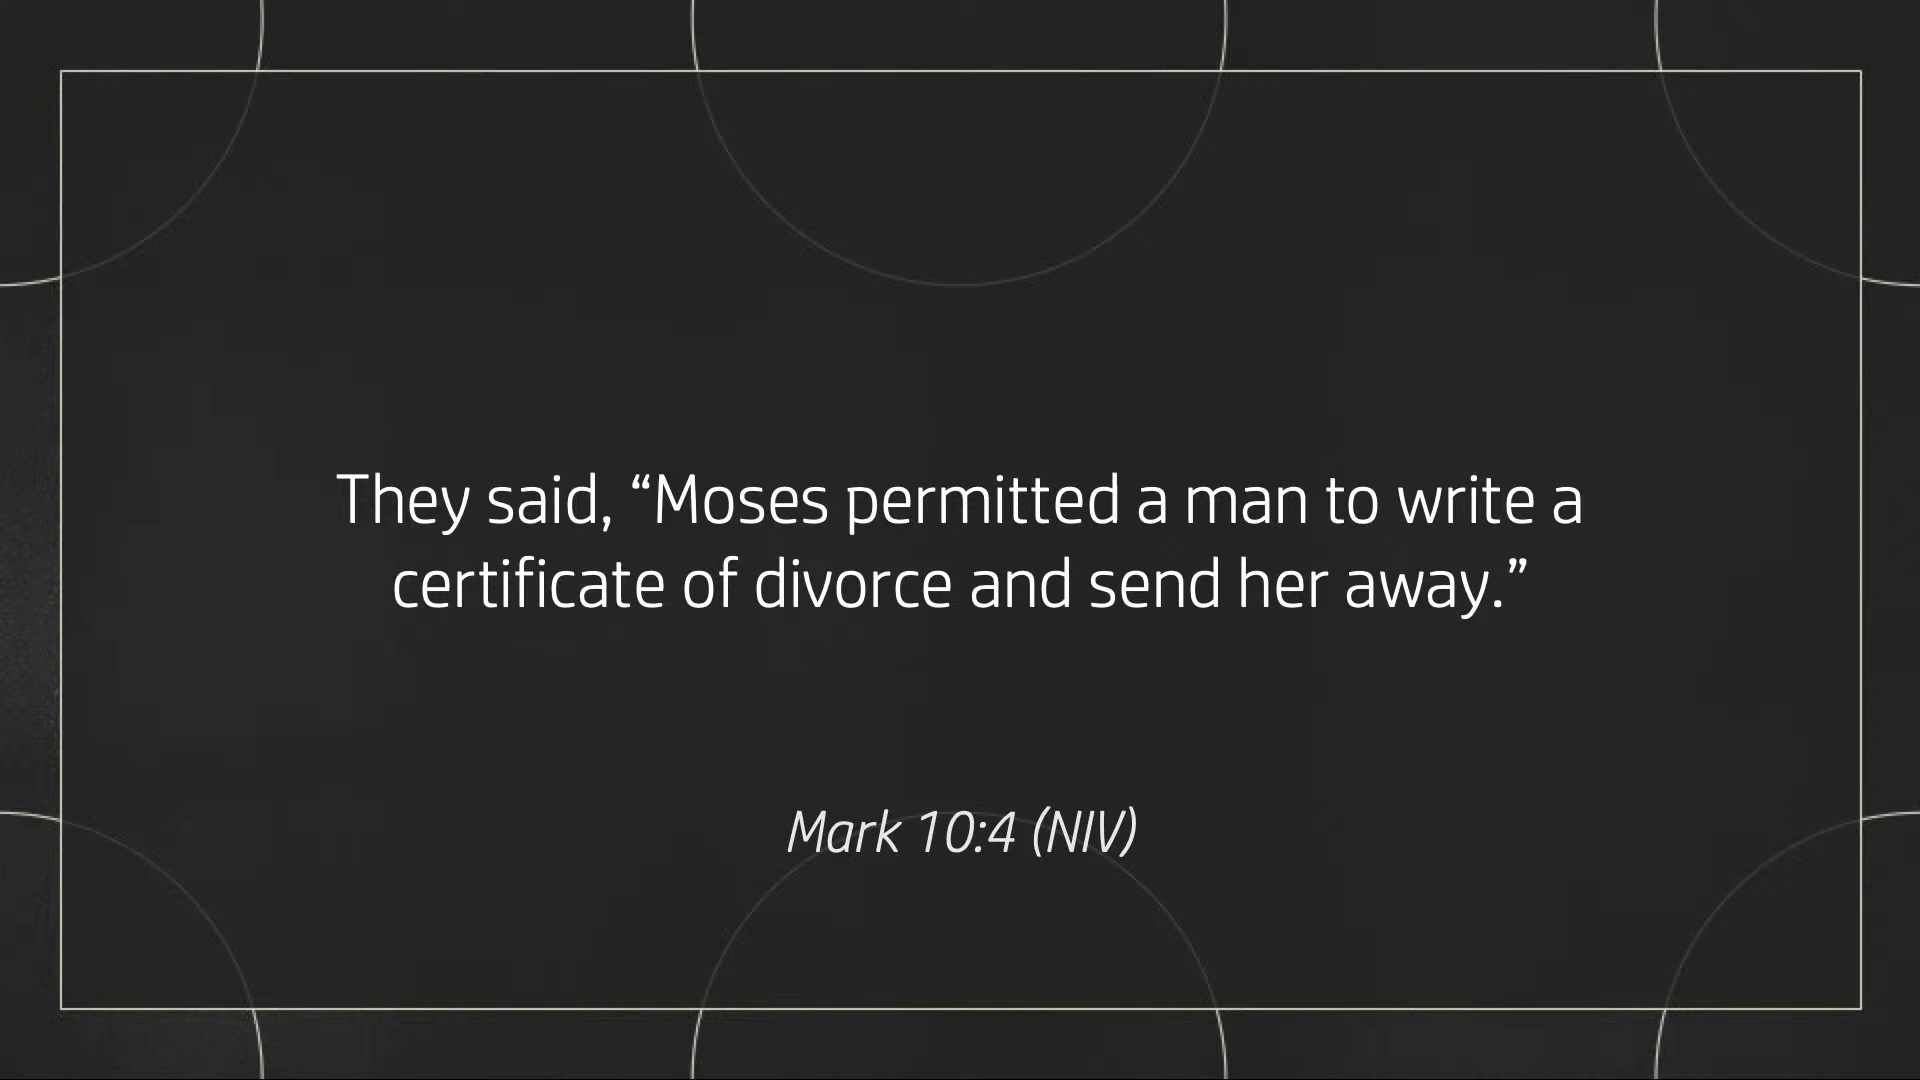 They said, “Moses permitted a man to write a
certificate of divorce and send her away.”
Mark 10:4 (NIV)